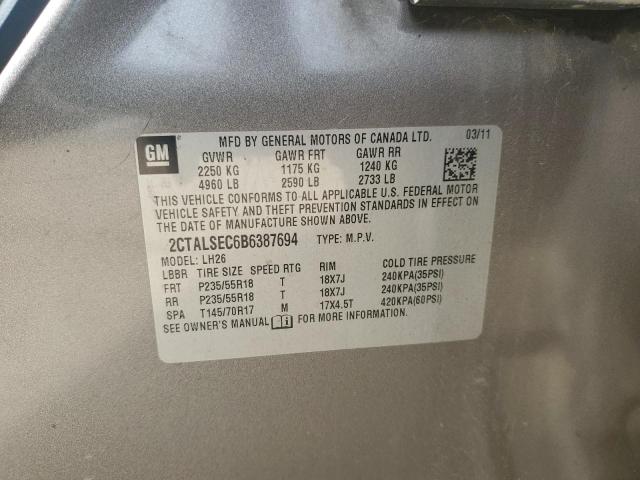 GM
®
MFD BY GENERAL MOTORS OF CANADA LTD. 03/11
GVWR GAWR FRT GAWR RR
2250 KG 1175 KG 1240 KG
4960 LB 2590 LB 2733 LB
THIS VEHICLE CONFORMS TO ALL APPLICABLE U.S. FEDERAL MOTOR
VEHICLE SAFETY AND THEFT PREVENTION STANDARDS IN EFFECT ON
THE DATE OF MANUFACTURE SHOWN ABOVE.
2CTALSEC6B6387694 TYPE: M.P.V.
MODEL: LH26
LBBR TIRE SIZE SPEED RTG RIM COLD TIRE PRESSURE
FRT P235/55R18 T 18X7J 240KPA(35PSI)
RR P235/55R18 T 18X7J 240KPA(35PSI)
SPA T145/70R17 M 17X4.5T 420KPA(60PSI)
SEE OWNER'S MANUAL FOR MORE INFORMATION.